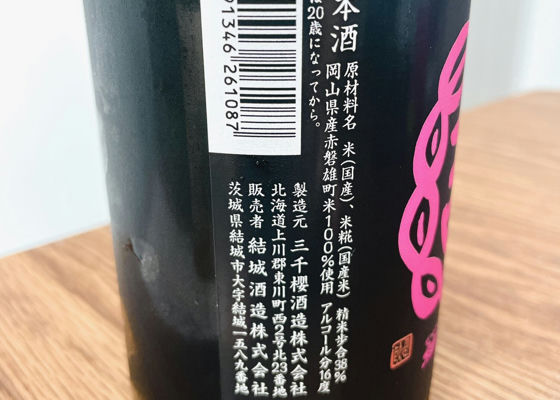 本酒
原材料名 米(国産)、米糀(国産米) 精米歩合38%
岡山県産赤磐雄町米100%使用 アルコール分16度
は20歳になってから。
製造元 三千櫻酒造株式会社
北海道上川郡東川町西2号北23番地
販売者 結城酒造株式会社
茨城県結城市大字結城一五八九番地
91346 261087